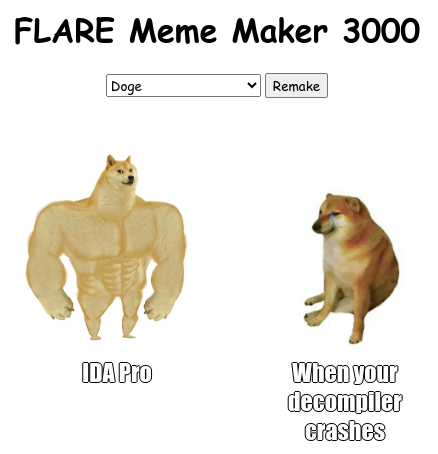 FLARE Meme Maker 3000
Doge
Remake
IDA Pro
When your
decompiler
crashes